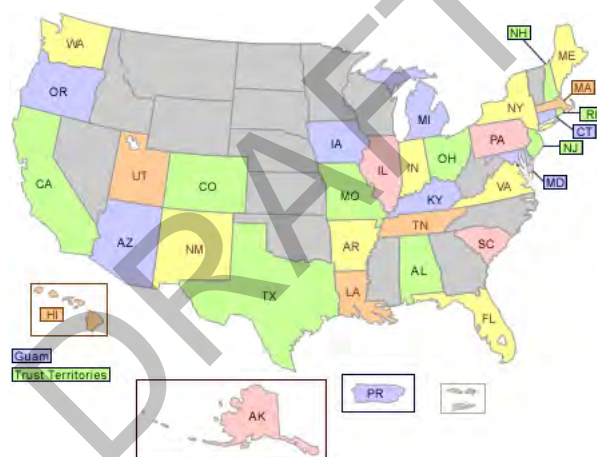 NH
ME
WA
MA
OR
NY
RI
MI
CT
PA
NJ
IA
OH
IL
IN
MD
UT
CO
MO
VA
CA
KY
TN
AZ
NM
AR
SC
AL
TX
LA
HI
FL
Guam
Trust Territories
PR
AK
DRAFT